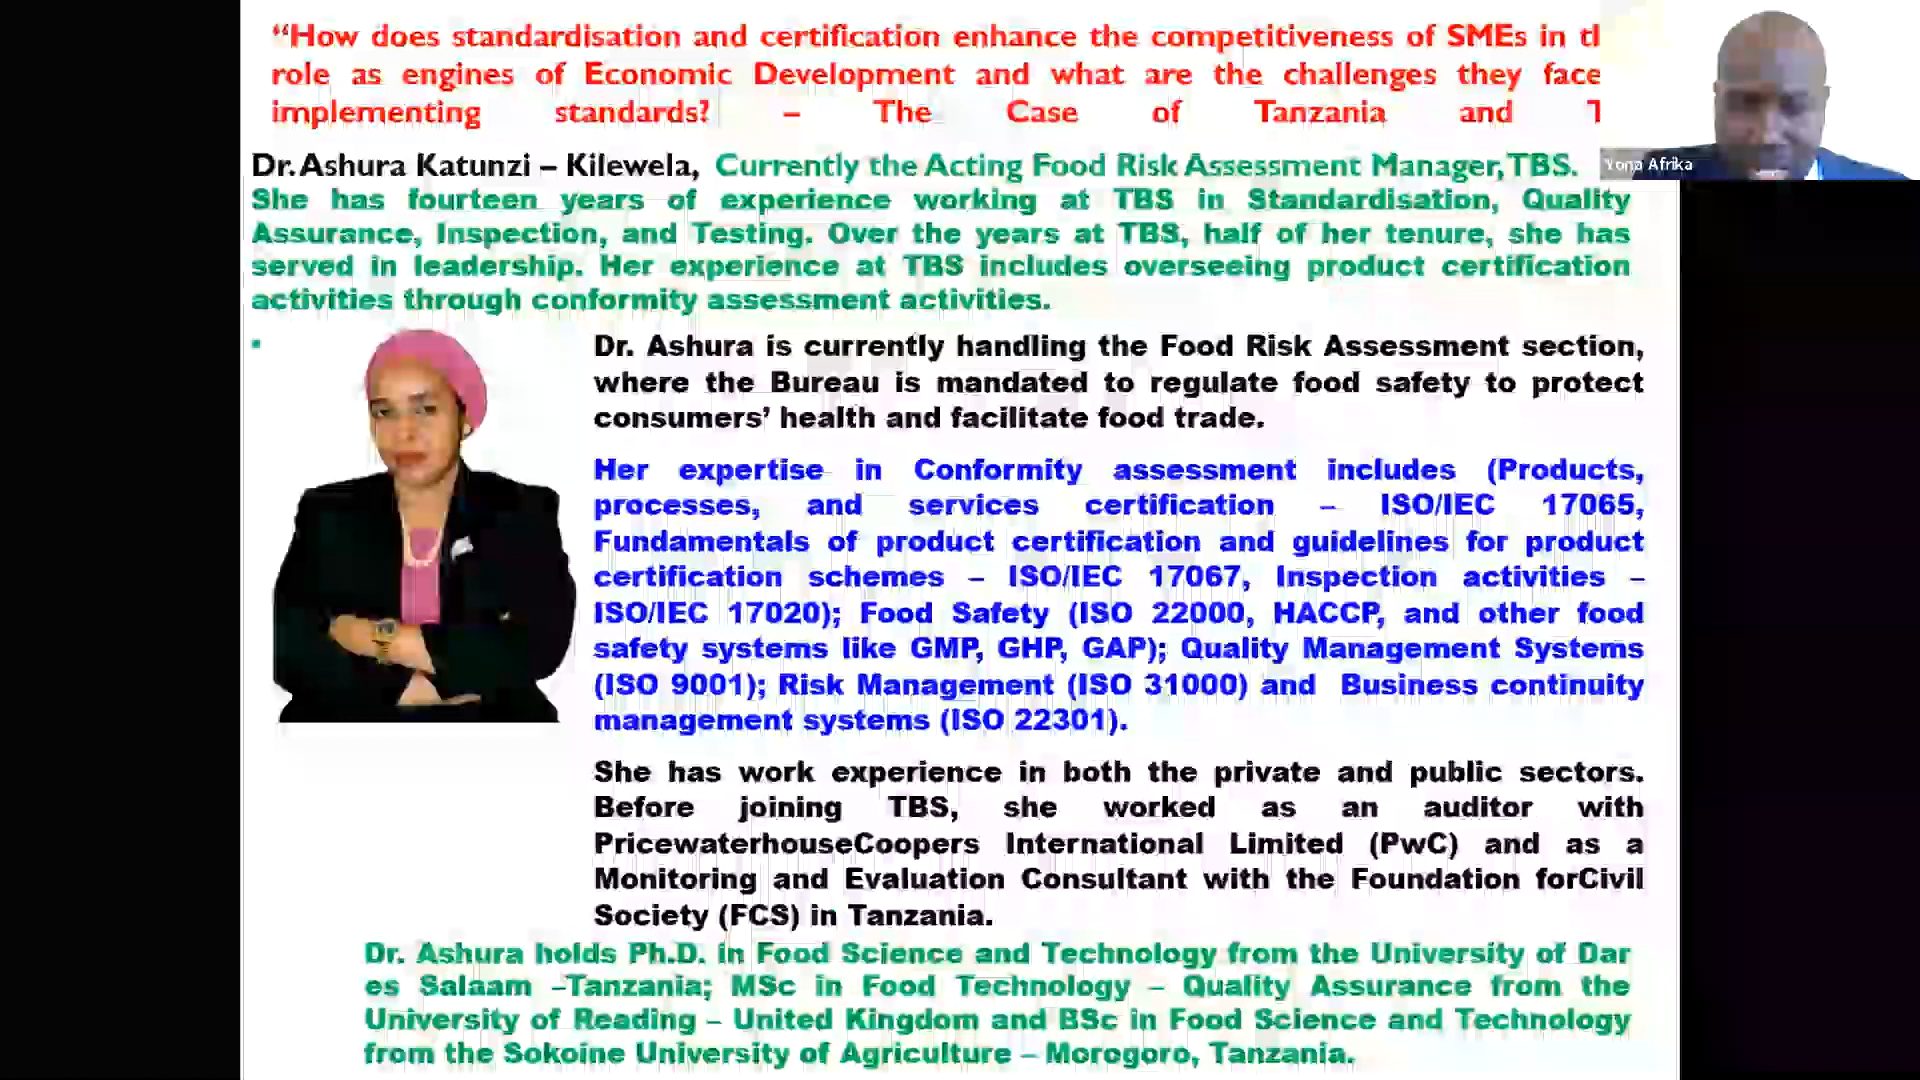 “How does standardisation and certification enhance the competitiveness of SMEs in
role as engines of Economic Development and what are the challenges they face
implementing standards? – The Case of Tanzania and
Dr. Ashura Katunzi – Kilewela, Currently the Acting Food Risk Assessment Manager, TBS.
Yona Afrika
She has fourteen years of experience working at TBS in Standardisation, Quality
Assurance, Inspection, and Testing. Over the years at TBS, half of her tenure, she has
served in leadership. Her experience at TBS includes overseeing product certification
activities through conformity assessment activities.
Dr. Ashura is currently handling the Food Risk Assessment section,
where the Bureau is mandated to regulate food safety to protect
consumers’ health and facilitate food trade.
Her expertise in Conformity assessment includes (Products,
processes, and services certification – ISO/IEC 17065,
Fundamentals of product certification and guidelines for product
certification schemes – ISO/IEC 17067, Inspection activities –
ISO/IEC 17020); Food Safety (ISO 22000, HACCP, and other food
safety systems like GMP, GHP, GAP); Quality Management Systems
(ISO 9001); Risk Management (ISO 31000) and Business continuity
management systems (ISO 22301).
She has work experience in both the private and public sectors.
Before joining TBS, she worked as an auditor with
PricewaterhouseCoopers International Limited (PwC) and as a
Monitoring and Evaluation Consultant with the Foundation forCivil
Society (FCS) in Tanzania.
Dr. Ashura holds Ph.D. in Food Science and Technology from the University of Dar
es Salaam –Tanzania; MSc in Food Technology – Quality Assurance from the
University of Reading – United Kingdom and BSc in Food Science and Technology
from the Sokoine University of Agriculture – Morogoro, Tanzania.